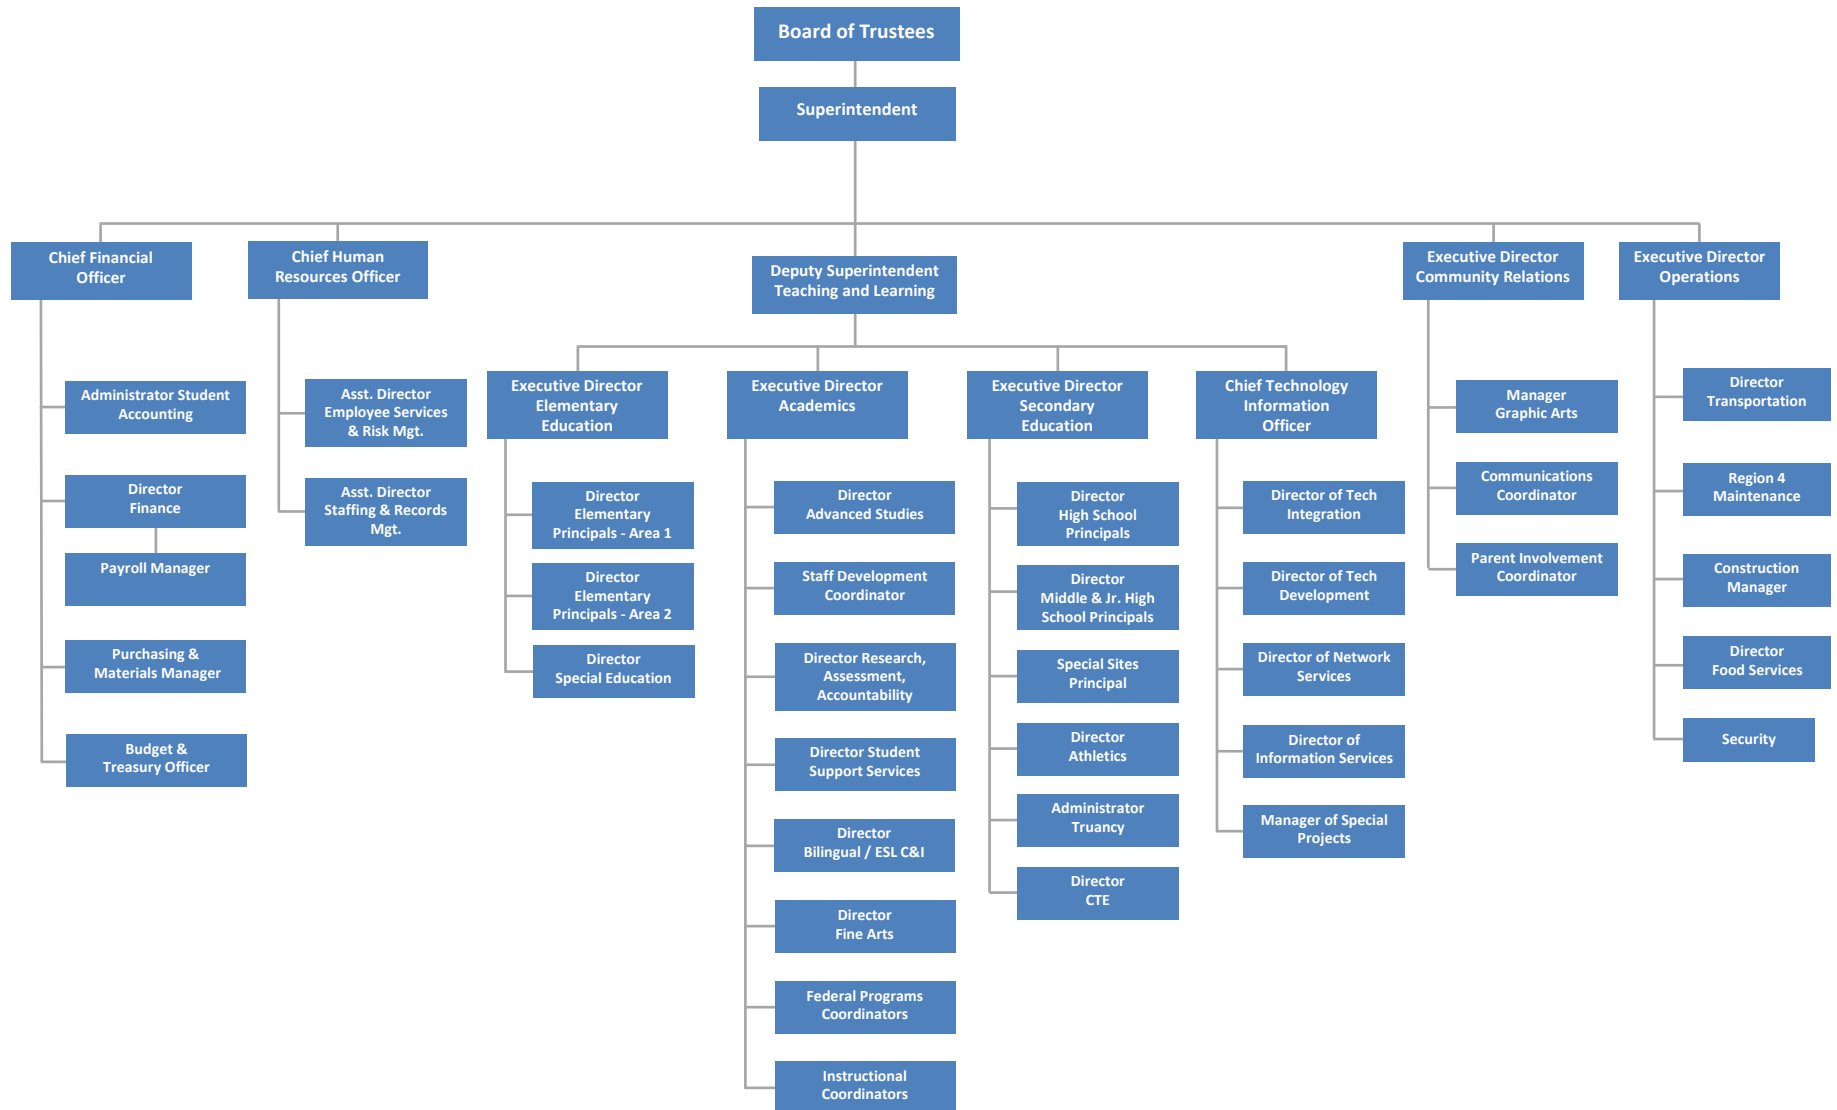 Board of Trustees
Superintendent
Chief Financial
Officer
Administrator Student
Accounting
Director
Finance
Payroll Manager
Purchasing &
Materials Manager
Budget &
Treasury Officer
Chief Human
Resources Officer
Asst. Director
Employee Services
& Risk Mgt.
Asst. Director
Staffing & Records
Mgt.
Deputy Superintendent
Teaching and Learning
Executive Director
Elementary
Education
Director
Elementary
Principals - Area 1
Director
Elementary
Principals - Area 2
Director
Special Education
Executive Director
Academics
Director
Advanced Studies
Staff Development
Coordinator
Director Research,
Assessment,
Accountability
Director Student
Support Services
Director
Bilingual / ESL C&I
Director
Fine Arts
Federal Programs
Coordinators
Instructional
Coordinators
Executive Director
Secondary
Education
Director
High School
Principals
Director
Middle & Jr. High
School Principals
Special Sites
Principal
Director
Athletics
Administrator
Truancy
Director
CTE
Chief Technology
Information
Officer
Director of Tech
Integration
Director of Tech
Development
Director of Network
Services
Director of
Information Services
Manager of Special
Projects
Executive Director
Community Relations
Manager
Graphic Arts
Communications
Coordinator
Parent Involvement
Coordinator
Executive Director
Operations
Director
Transportation
Region 4
Maintenance
Construction
Manager
Director
Food Services
Security